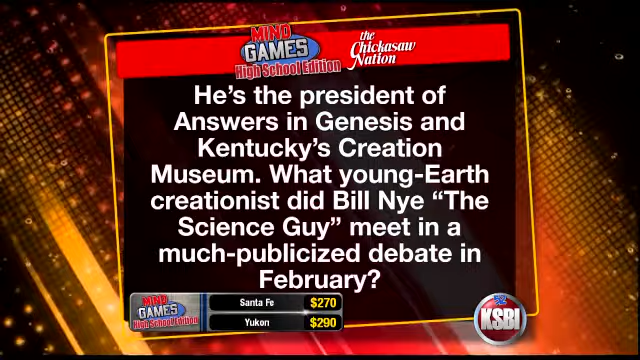 MIND
GAMES
High School Edition
the
Chickasaw
Nation
He's the president of
Answers in Genesis and
Kentucky's Creation
Museum. What young-Earth
creationist did Bill Nye “The
Science Guy” meet in a
much-publicized debate in
February?
MIND
GAMES
High School Edition
Santa Fe $270
Yukon $290
52
KSBI